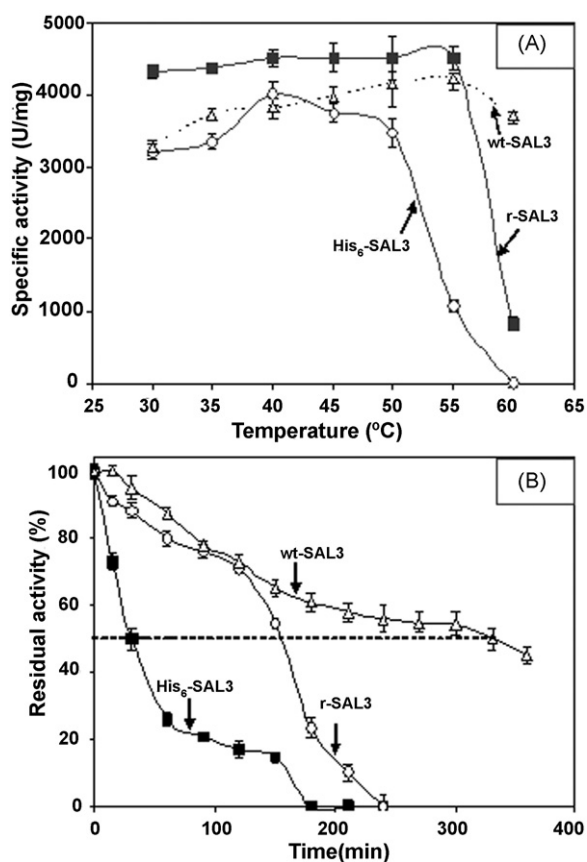 (A)
Specific activity (U/mg)
5000
4000
3000
2000
1000
0
wt-SAL3
r-SAL3
His₆-SAL3
25 30 35 40 45 50 55 60 65
Temperature (ºC)
(B)
Residual activity (%)
100
80
60
40
20
0
wt-SAL3
His₆-SAL3
r-SAL3
0 100 200 300 400
Time(min)